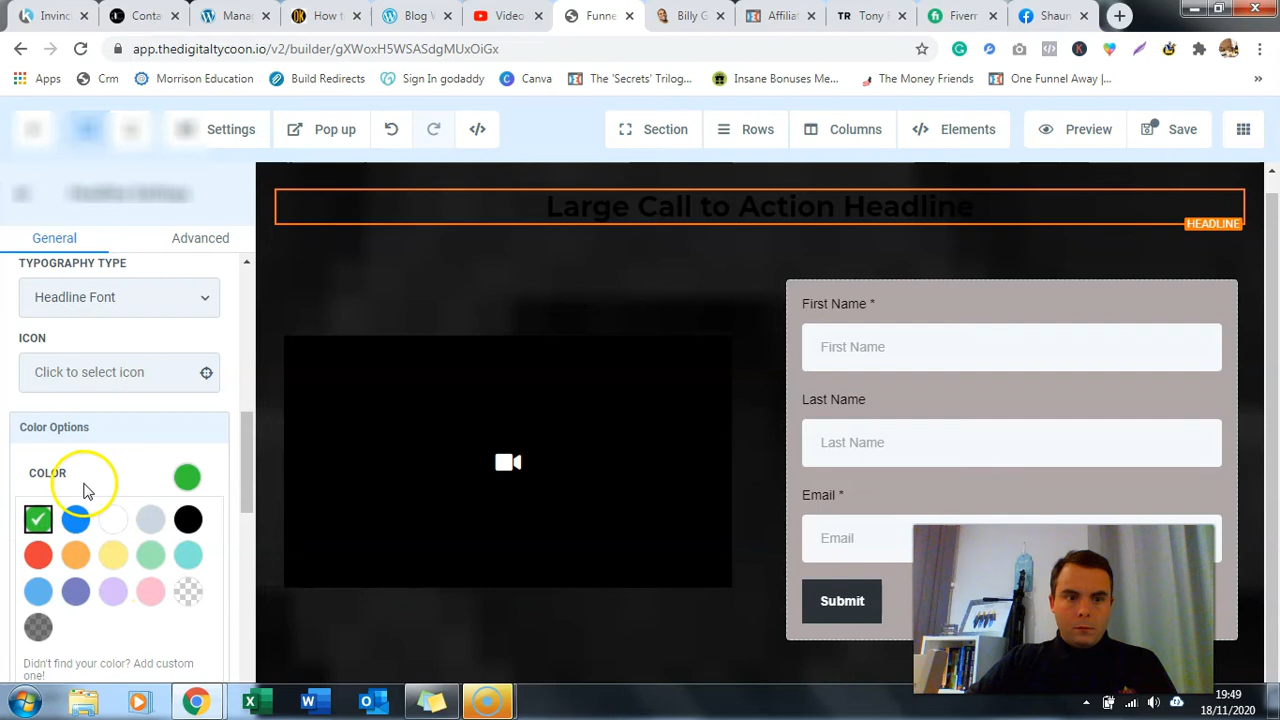 Invinc
Conta
Mana
How t
Blog
Video
Funne
Billy G
Affiliat
Tony F
Fiverr
Shaun
app.thedigitaltycoon.io/v2/builder/gXWoxH5WSASdgMUxOiGx
Apps
Crm
Morrison Education
Build Redirects
Sign In gcdaddy
Canva
The 'Secrets' Trilog...
Insane Bonuses Me...
The Money Friends
One Funnel Away |...
Settings
Pop up
Section
Rows
Columns
Elements
Preview
Save
General
Advanced
TYPOGRAPHY TYPE
Headline Font
ICON
Click to select icon
Color Options
COLOR
Didn't find your color? Add custom
one!
Large Call to Action Headline
HEADLINE
First Name *
First Name
Last Name
Last Name
Email *
Email
Submit
19:49
18/11/2020